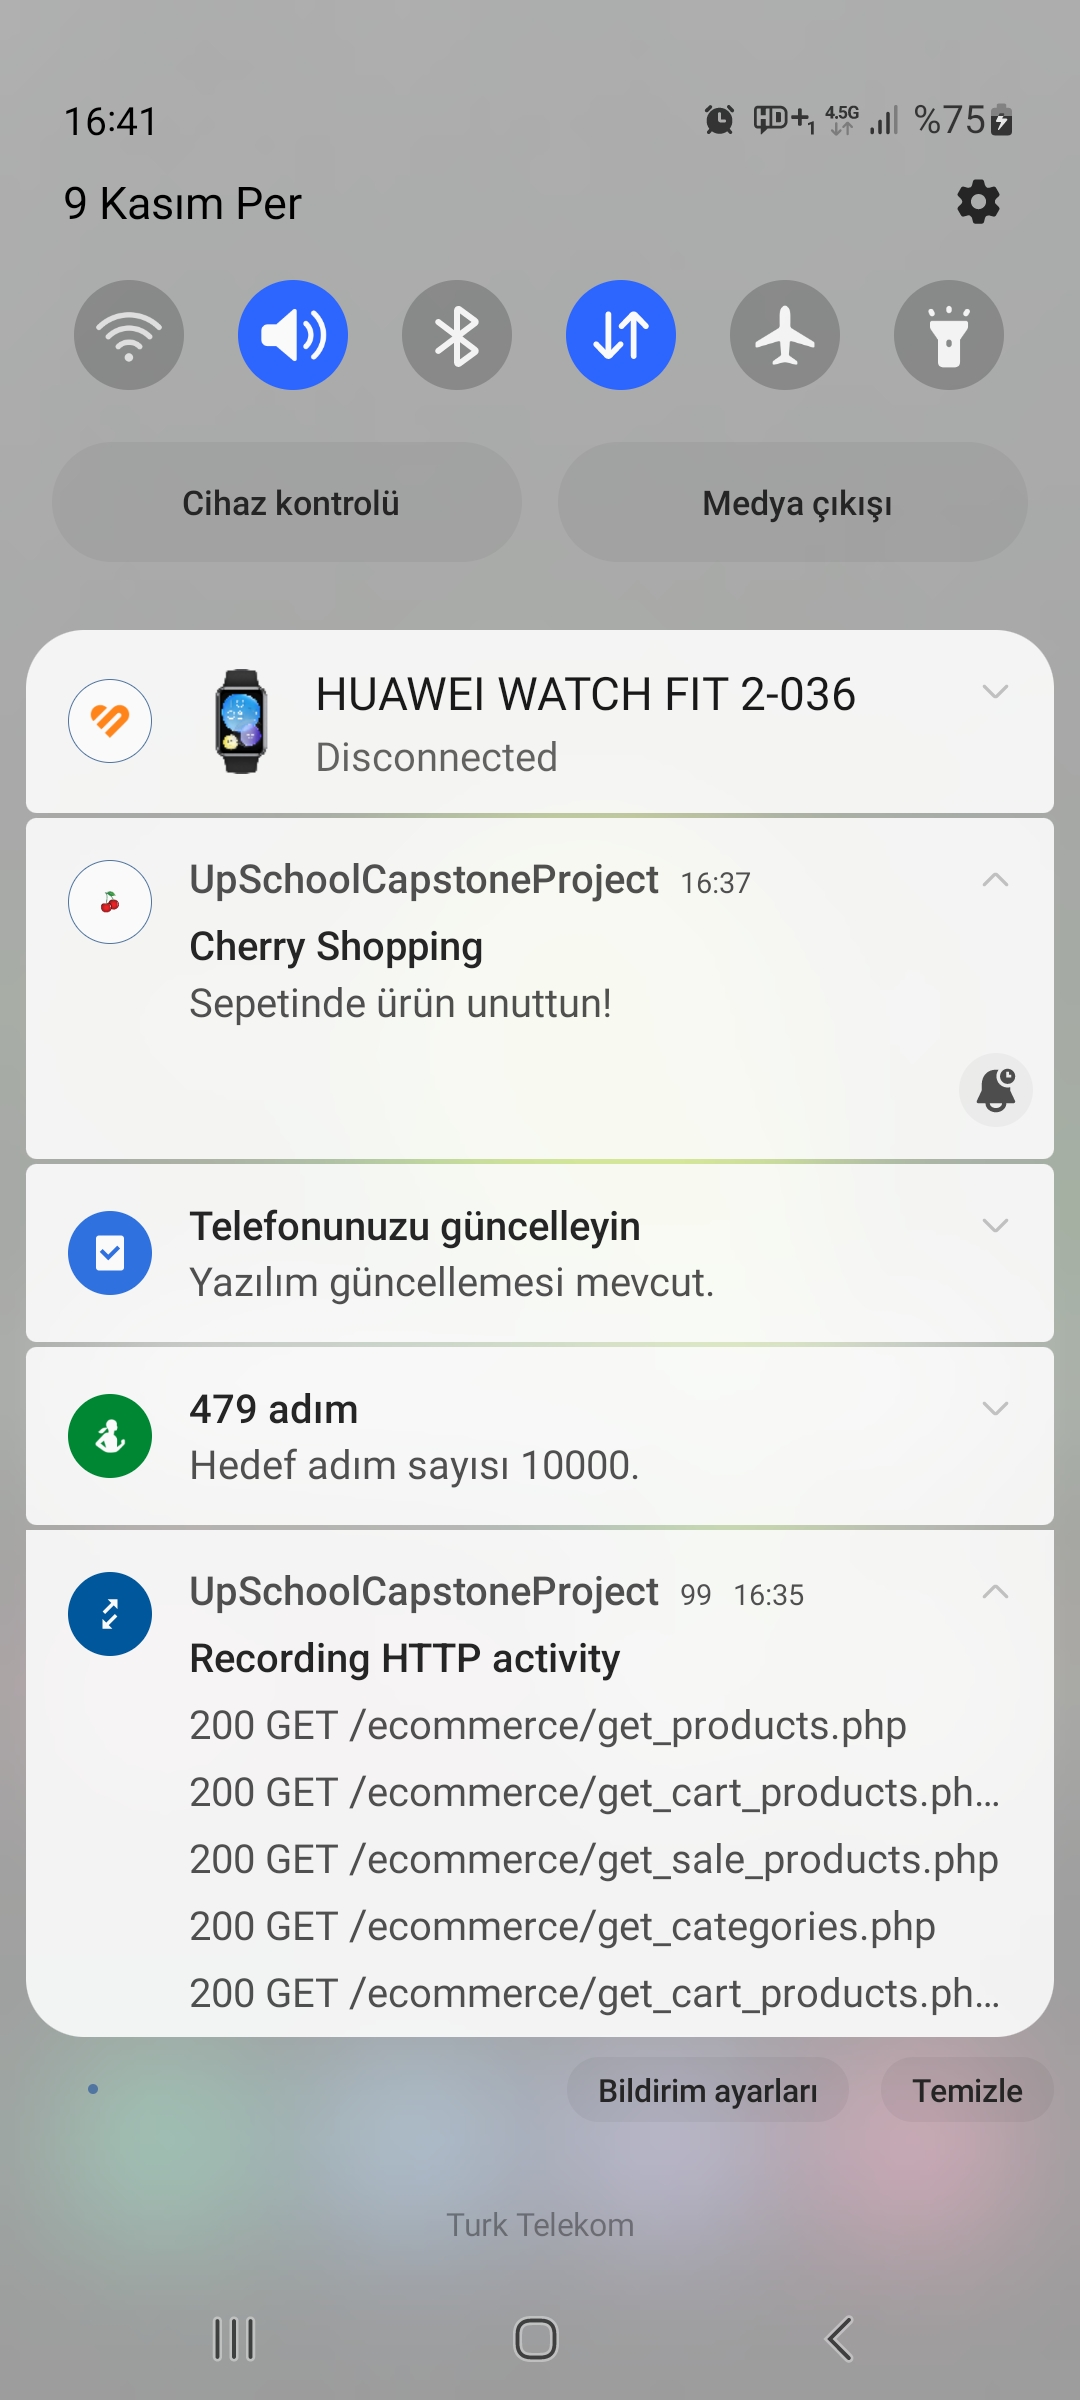 16:41
HD+1 4.5G %75
9 Kasım Per
Cihaz kontrolü
Medya çıkışı
HUAWEI WATCH FIT 2-036
Disconnected
UpSchoolCapstoneProject 16:37
Cherry Shopping
Sepetinde ürün unuttun!
Telefonunuzu güncelleyin
Yazılım güncellemesi mevcut.
479 adım
Hedef adım sayısı 10000.
UpSchoolCapstoneProject 99 16:35
Recording HTTP activity
200 GET /ecommerce/get_products.php
200 GET /ecommerce/get_cart_products.ph...
200 GET /ecommerce/get_sale_products.php
200 GET /ecommerce/get_categories.php
200 GET /ecommerce/get_cart_products.ph...
Bildirim ayarları
Temizle
Turk Telekom